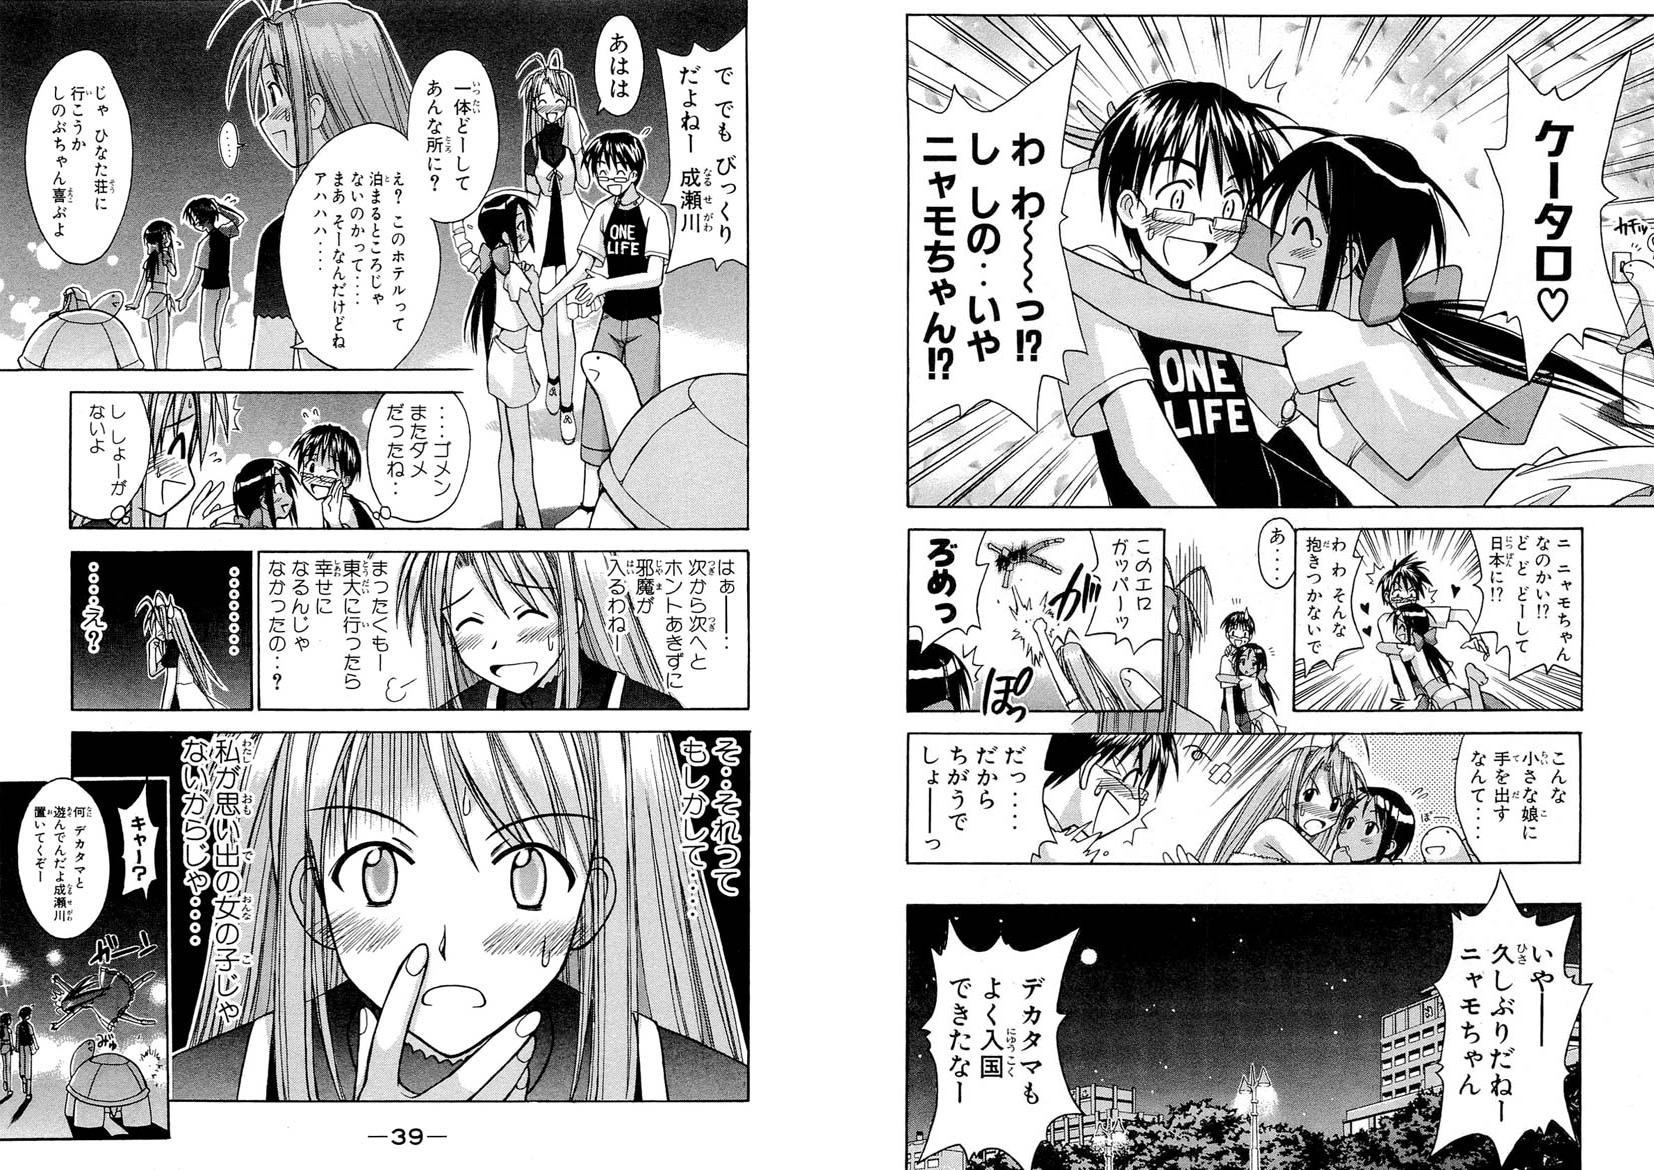 ケータロ♡
わ わ〜〜〜っ!?
し しの‥いや
ニャモちゃん!?
ONE
LIFE
カチャッ
ニ ニャモちゃん
なのかい!?
ど ど どーして
日本に!?
わ わ そんな
抱きつかないで
あ‥‥
このエロ
ガッパーッ
ガッ
ろめっ
ぽっ
こんな
小さな娘に
手を出す
なんて‥‥
ぽー
だっ‥‥
だから
ちがうで
しょーーっ
いやーー
久しぶりだねー
ニャモちゃん
デカタマも
よく入国
できたなー
で でも びっくり
だよねー 成瀬川
あはは
ONE
LIFE
一体どーして
あんな所に?
え? このホテルって
泊まるところじゃ
ないのかって‥‥
まあ そーなんだけどね
アハハハ‥‥
‥‥
じゃ ひなた荘に
行こうか
しのぶちゃん喜ぶよ
‥‥ゴメン
またダメ
だったね‥
し しょーが
ないよ
はぁー‥
次から次へと
ホントあきずに
邪魔が
入るわねー
まったくもー
東大に行ったら
幸せに
なるんじゃ
なかったの‥?
‥‥‥‥
‥‥え?
そ‥それって
もしかして‥‥
私が思い出の女の子じゃ
ないからじゃ‥‥
キャー?
何 デカタマと
遊んでんだよ成瀬川
置いてくぞー
ガーン
みゅ
—39—